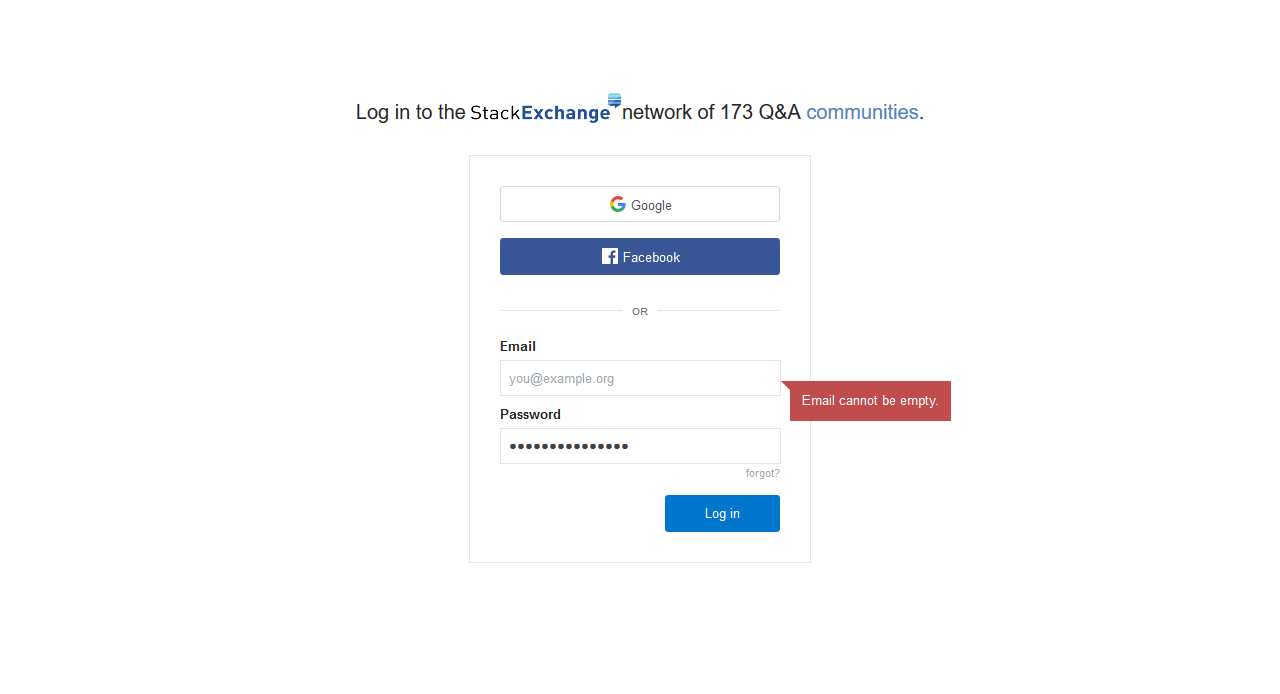 Log in to the StackExchange network of 173 Q&A communities.
Google
Facebook
OR
Email
you@example.org
Email cannot be empty.
Password
●●●●●●●●●●●●●●●
forgot?
Log in